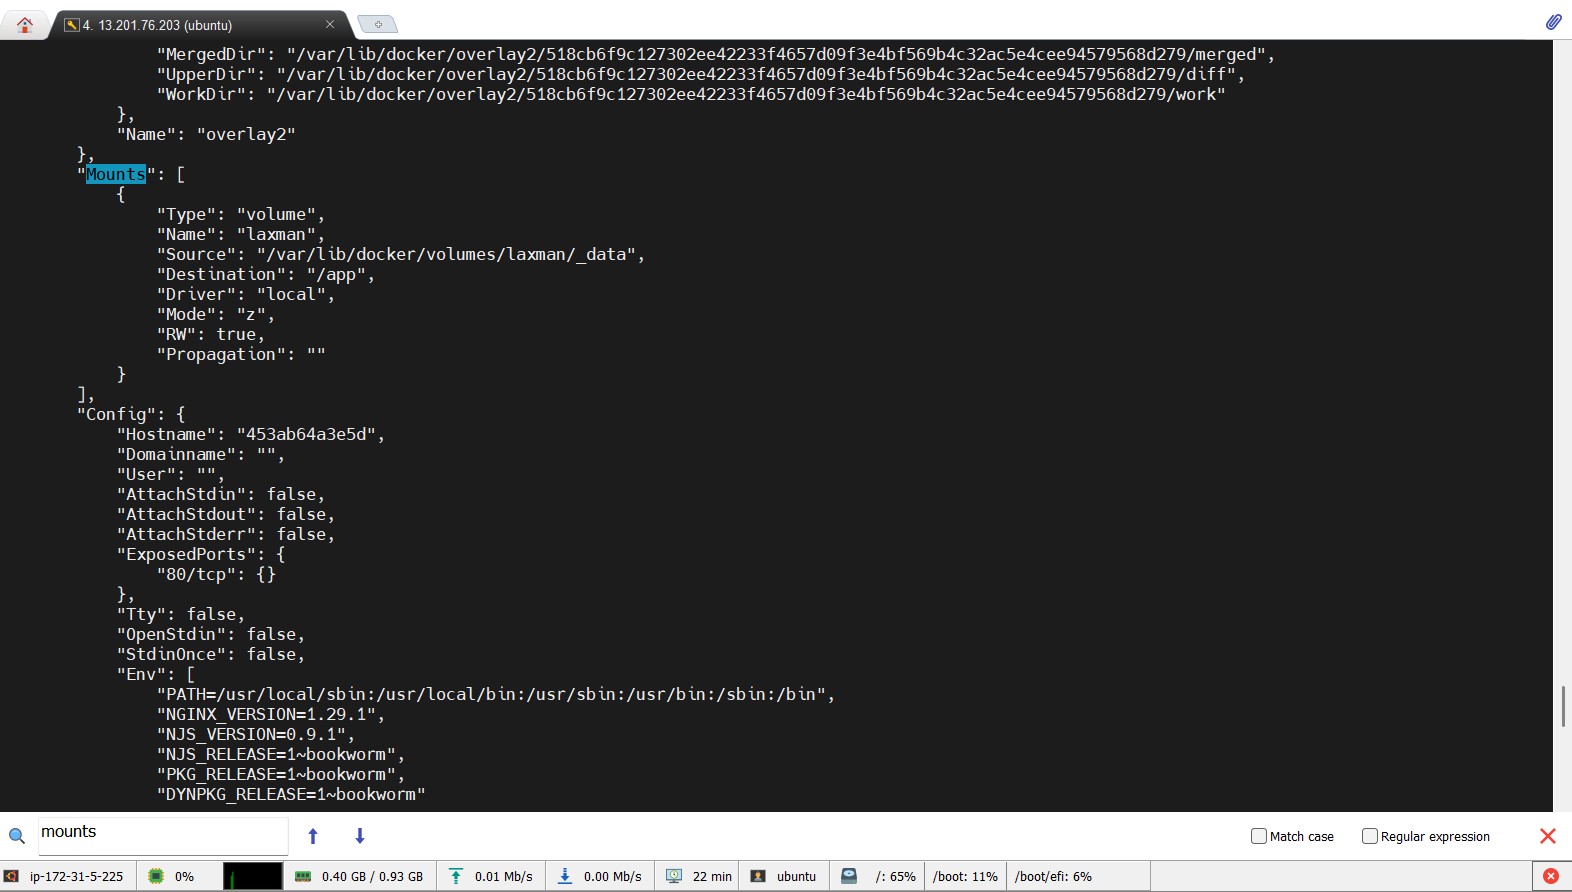 4. 13.201.76.203 (ubuntu)
"MergedDir": "/var/lib/docker/overlay2/518cb6f9c127302ee42233f4657d09f3e4bf569b4c32ac5e4cee94579568d279/merged",
"UpperDir": "/var/lib/docker/overlay2/518cb6f9c127302ee42233f4657d09f3e4bf569b4c32ac5e4cee94579568d279/diff",
"WorkDir": "/var/lib/docker/overlay2/518cb6f9c127302ee42233f4657d09f3e4bf569b4c32ac5e4cee94579568d279/work"
},
"Name": "overlay2"
},
"Mounts": [
{
"Type": "volume",
"Name": "laxman",
"Source": "/var/lib/docker/volumes/laxman/_data",
"Destination": "/app",
"Driver": "local",
"Mode": "z",
"RW": true,
"Propagation": ""
}
],
"Config": {
"Hostname": "453ab64a3e5d",
"Domainname": "",
"User": "",
"AttachStdin": false,
"AttachStdout": false,
"AttachStderr": false,
"ExposedPorts": {
"80/tcp": {}
},
"Tty": false,
"OpenStdin": false,
"StdinOnce": false,
"Env": [
"PATH=/usr/local/sbin:/usr/local/bin:/usr/sbin:/usr/bin:/sbin:/bin",
"NGINX_VERSION=1.29.1",
"NJS_VERSION=0.9.1",
"NJS_RELEASE=1~bookworm",
"PKG_RELEASE=1~bookworm",
"DYNPKG_RELEASE=1~bookworm"
mounts Match case Regular expression
ip-172-31-5-225 0% 0.40 GB / 0.93 GB 0.01 Mb/s 0.00 Mb/s 22 min ubuntu /: 65% /boot: 11% /boot/efi: 6%